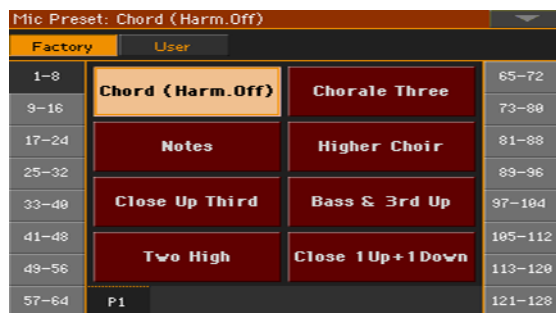 Mic Preset: Chord (Harm.Off)
Factory
User
1-8
9-16
17-24
25-32
33-40
41-48
49-56
57-64
Chord (Harm.Off)
Chorale Three
Notes
Higher Choir
Close Up Third
Bass & 3rd Up
Two High
Close 1Up+1Down
P1
65-72
73-80
81-88
89-96
97-104
105-112
113-120
121-128